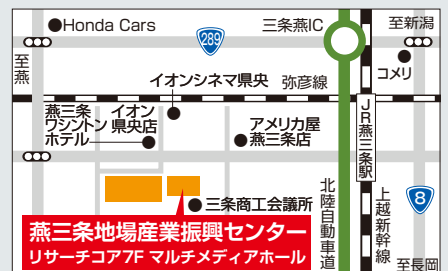 Honda Cars
289
三条燕IC
至新潟
至燕
コメリ
イオンシネマ県央
弥彦線
燕三条
ワシントン
ホテル
イオン
県央店
アメリカ屋
燕三条店
JR燕三条駅
三条商工会議所
北陸自動車道
上越新幹線
8
至長岡
燕三条地場産業振興センター
リサーチコア7F マルチメディアホール